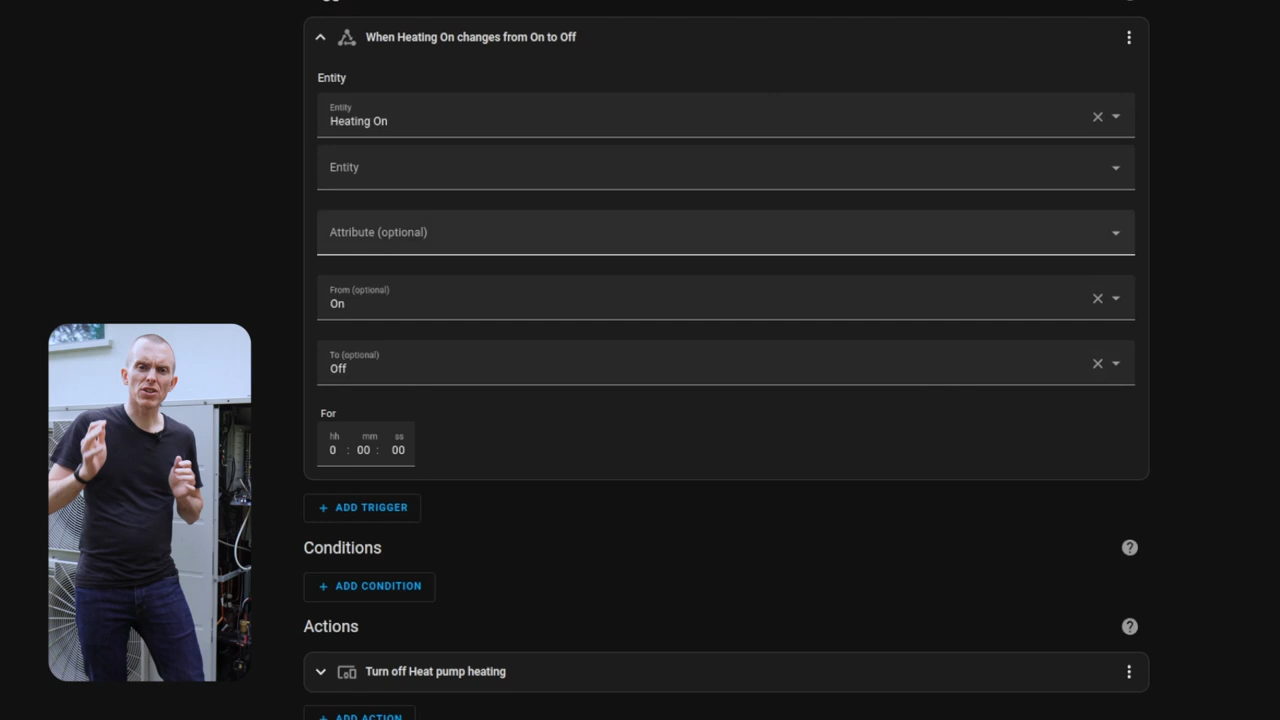 When Heating On changes from On to Off
Entity
Entity
Heating On
Entity
Attribute (optional)
From (optional)
On
To (optional)
Off
For
hh mm ss
0 : 00 : 00
+ ADD TRIGGER
Conditions
+ ADD CONDITION
Actions
Turn off Heat pump heating
+ ADD ACTION